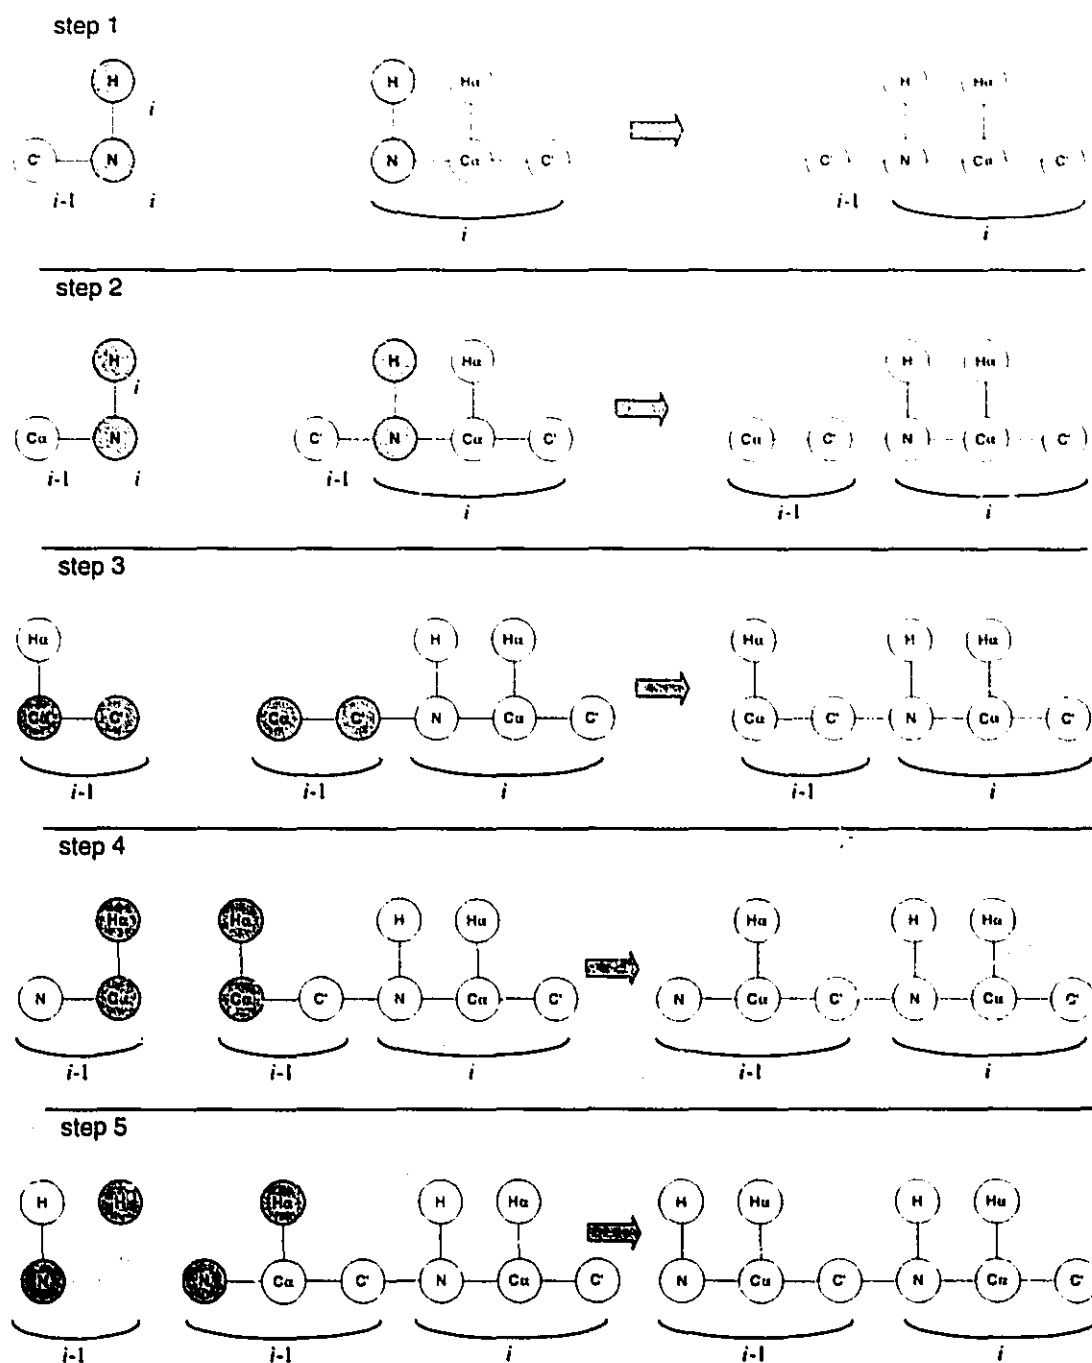 step 1
H H Hα H Hα
i
C' N N Cα C' C' N Cα C'
i-1 i i-1
i i
step 2
H H Hα H Hα
i
Cα N C' N Cα C' Cα C' N Cα C'
i-1 i i-1
i i-1 i
step 3
Hα H Hα Hα H Hα
Cα C' Cα C' N Cα C' Cα C' N Cα C'
i-1 i-1 i i-1 i
step 4
Hα Hα H Hα Hα H Hα
N Cα Cα C' N Cα C' N Cα C' N Cα C'
i-1 i-1 i i-1 i
step 5
H Hα Hα H Hα H Hα H Hα
N N Cα C' N Cα C' N Cα C' N Cα C'
i-1 i-1 i i-1 i